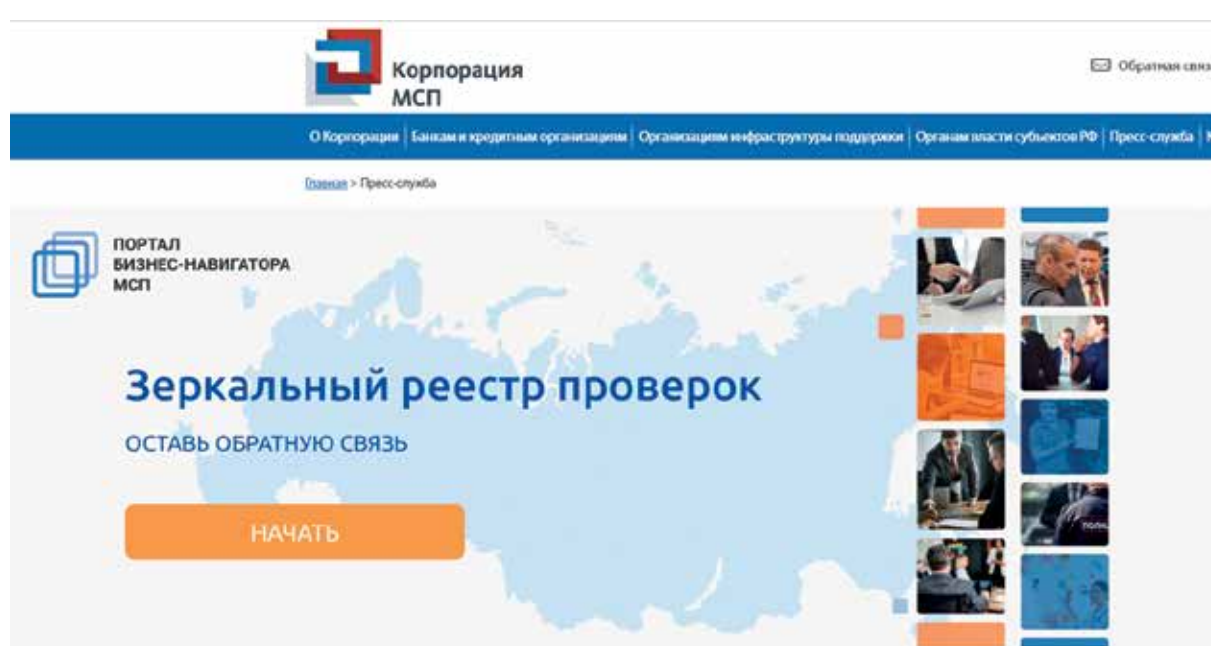 Корпорация
МСП
Обратная связ
О Корпорации Банкам и кредитным организациям Организациям инфраструктуры поддержки Органам власти субъектов РФ Пресс-служба
Главная > Пресс-служба
ПОРТАЛ
БИЗНЕС-НАВИГАТОРА
МСП
Зеркальный реестр проверок
ОСТАВЬ ОБРАТНУЮ СВЯЗЬ
НАЧАТЬ